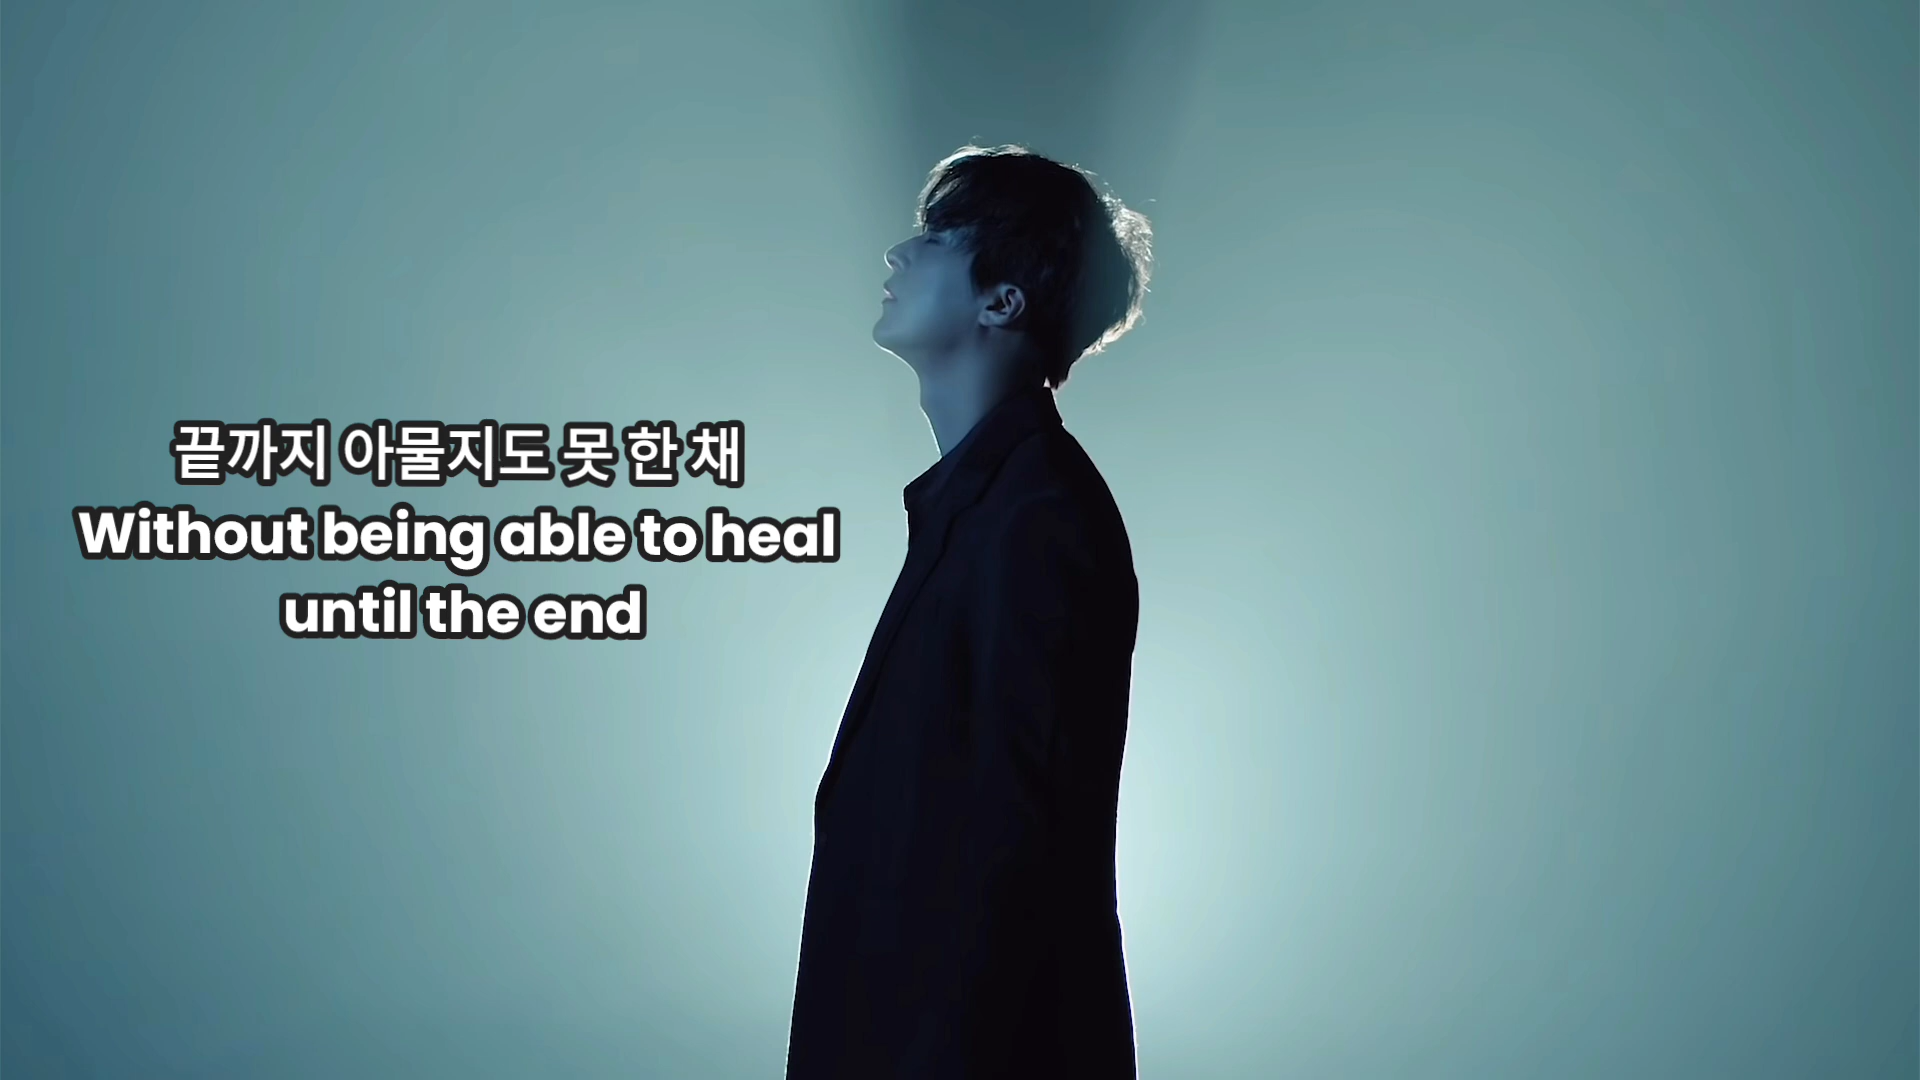 끝까지 아물지도 못 한 채
Without being able to heal
until the end